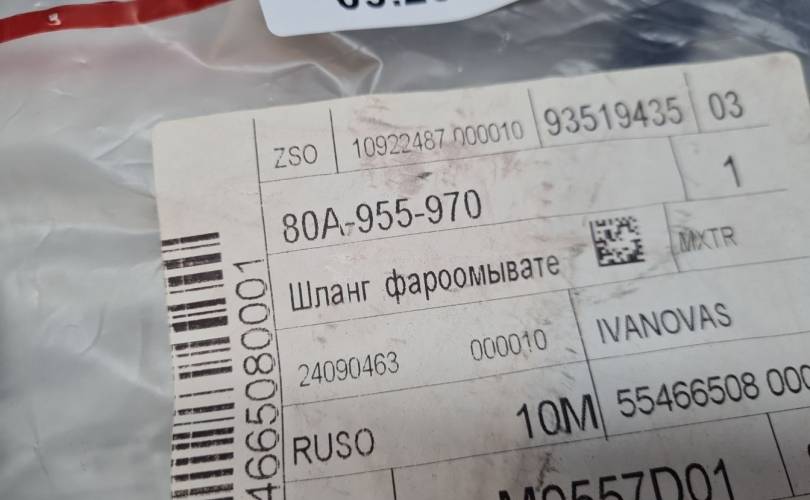 ZSO 10922487 000010 93519435 03
80A-955-970 1
Шланг фароомывате MXTR
24090463 000010 IVANOVAS
RUSO 10M 55466508 000
4665080001